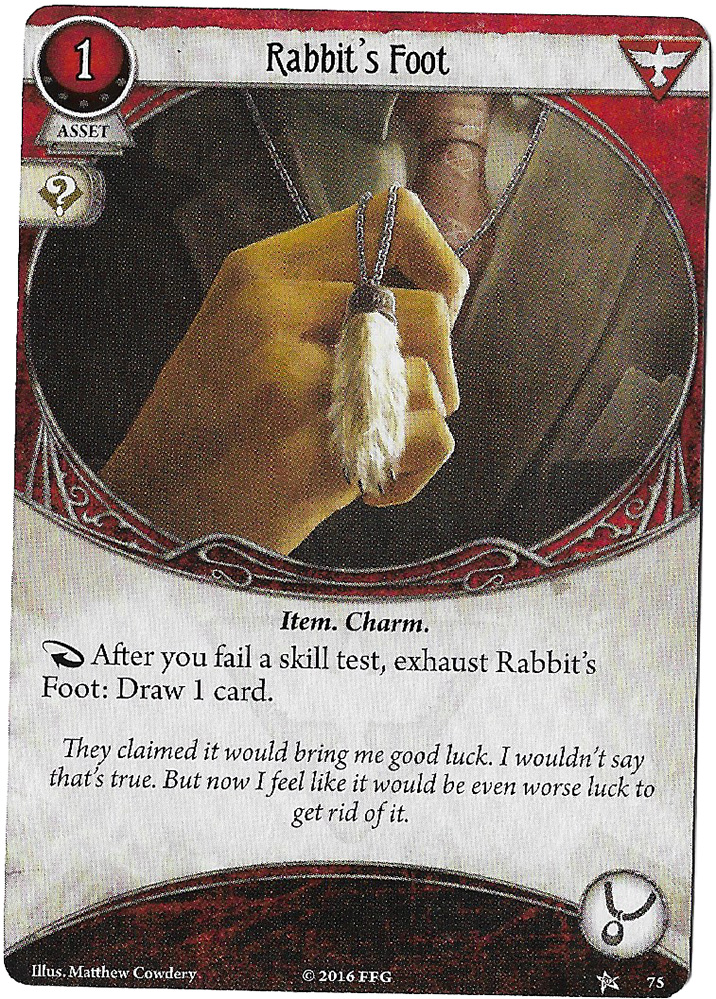 1
Rabbit's Foot
ASSET
?
Item. Charm.
After you fail a skill test, exhaust Rabbit's
Foot: Draw 1 card.
They claimed it would bring me good luck. I wouldn't say
that's true. But now I feel like it would be even worse luck to
get rid of it.
Illus. Matthew Cowdery
© 2016 FFG
75